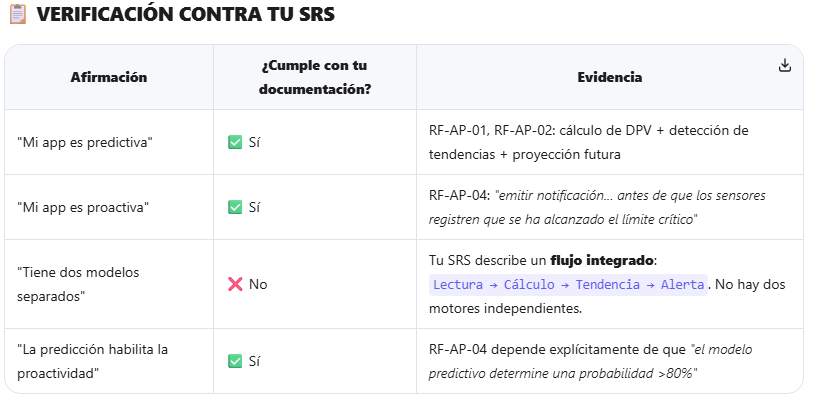 📋 VERIFICACIÓN CONTRA TU SRS
Afirmación
¿Cumple con tu
documentación?
Evidencia
"Mi app es predictiva"
✅ Sí
RF-AP-01, RF-AP-02: cálculo de DPV + detección de
tendencias + proyección futura
"Mi app es proactiva"
✅ Sí
RF-AP-04: "emitir notificación... antes de que los sensores
registren que se ha alcanzado el límite crítico"
"Tiene dos modelos
separados"
❌ No
Tu SRS describe un flujo integrado:
Lectura → Cálculo → Tendencia → Alerta. No hay dos
motores independientes.
"La predicción habilita la
proactividad"
✅ Sí
RF-AP-04 depende explícitamente de que "el modelo
predictivo determine una probabilidad >80%"